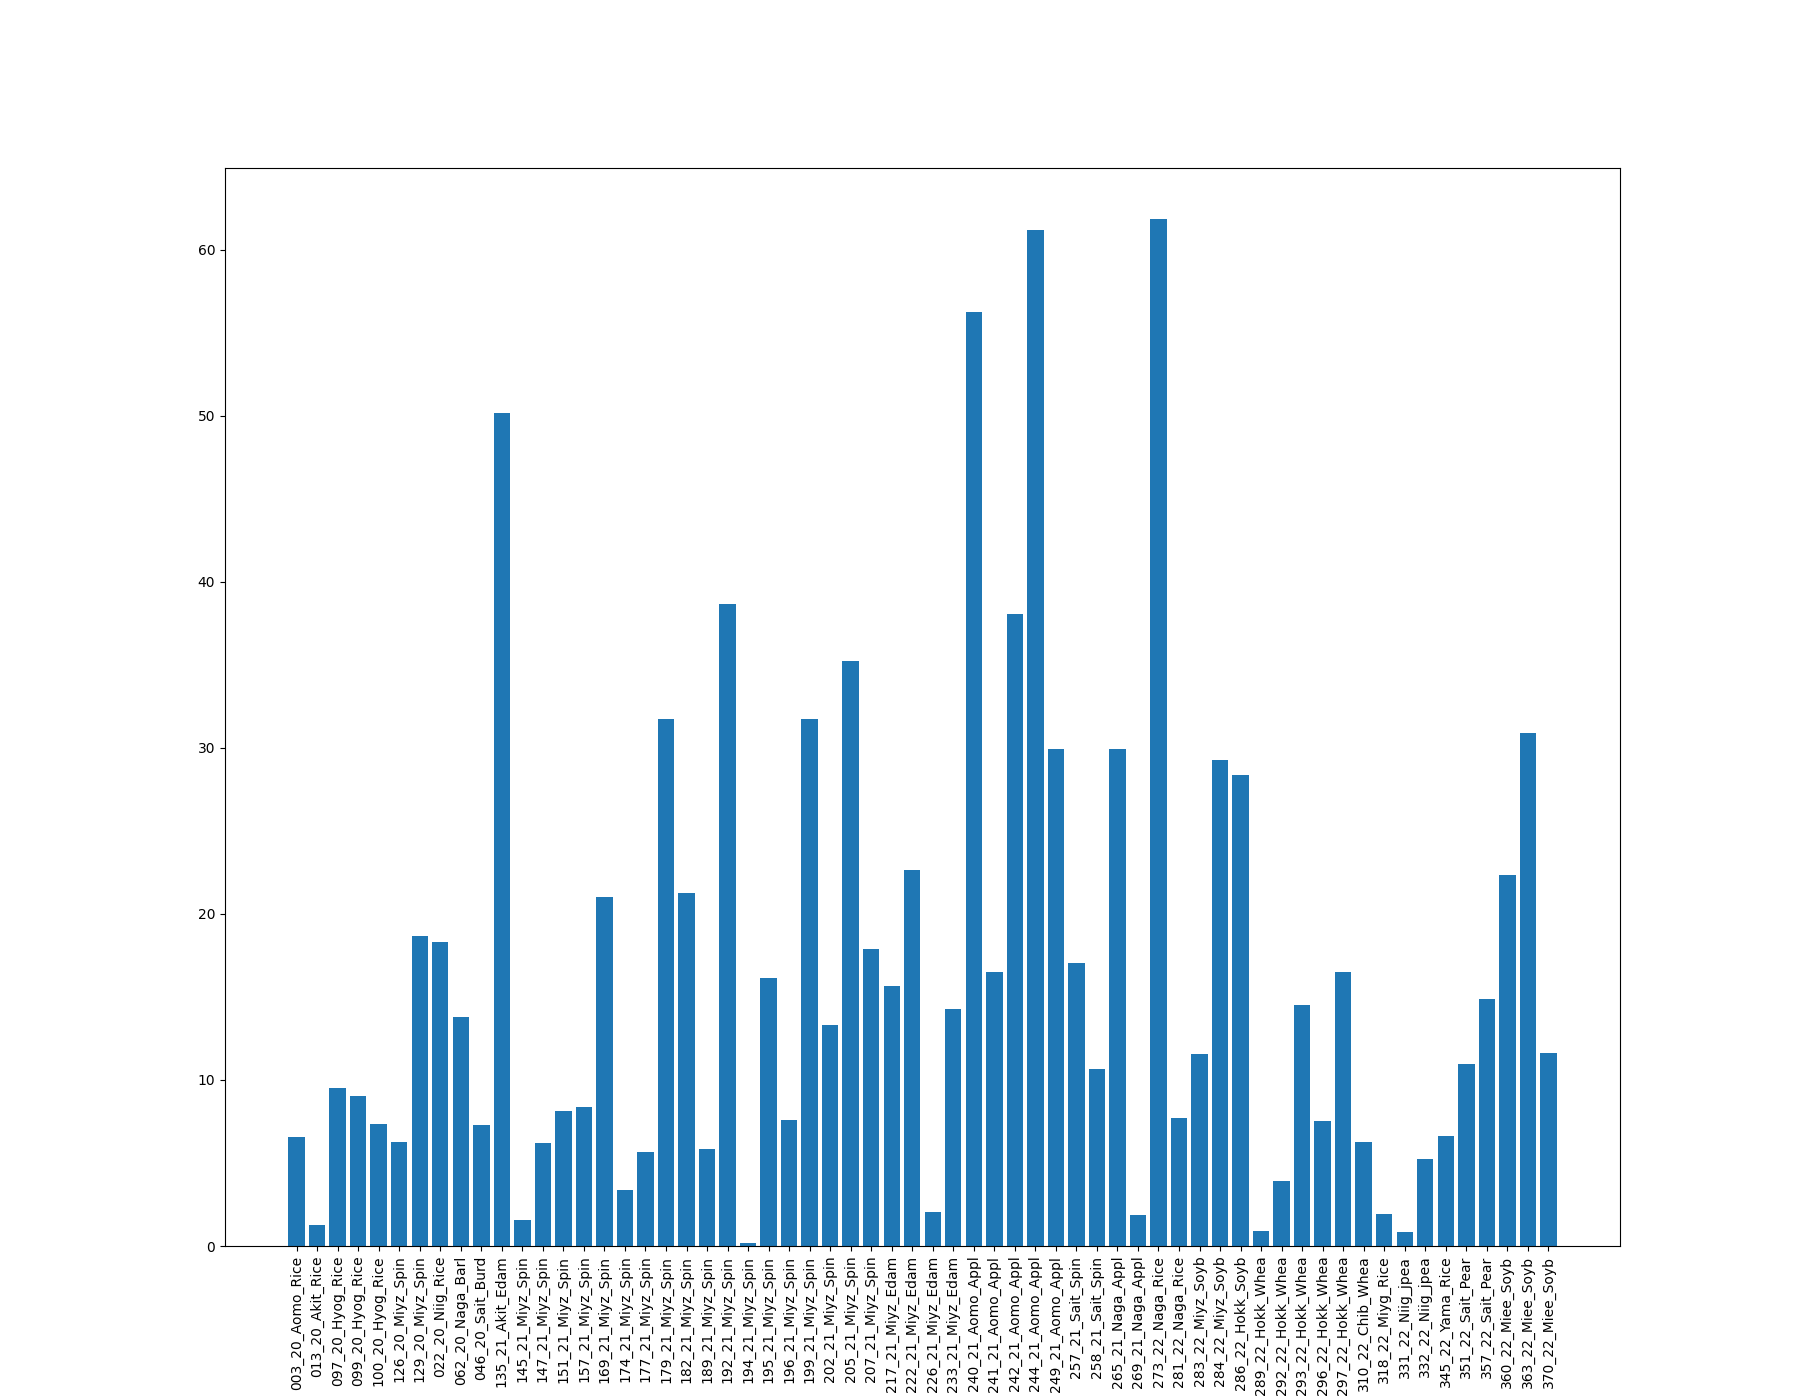 60
50
40
30
20
10
0
003_20_Aomo_Rice
013_20_Akit_Rice
097_20_Hyog_Rice
099_20_Hyog_Rice
100_20_Hyog_Rice
126_20_Miyz_Spin
129_20_Miyz_Spin
022_20_Niig_Rice
062_20_Naga_Barl
046_20_Sait_Burd
135_21_Akit_Edam
145_21_Miyz_Spin
147_21_Miyz_Spin
151_21_Miyz_Spin
157_21_Miyz_Spin
169_21_Miyz_Spin
174_21_Miyz_Spin
177_21_Miyz_Spin
179_21_Miyz_Spin
182_21_Miyz_Spin
189_21_Miyz_Spin
192_21_Miyz_Spin
194_21_Miyz_Spin
195_21_Miyz_Spin
196_21_Miyz_Spin
199_21_Miyz_Spin
202_21_Miyz_Spin
205_21_Miyz_Spin
207_21_Miyz_Spin
217_21_Miyz_Edam
222_21_Miyz_Edam
226_21_Miyz_Edam
233_21_Miyz_Edam
240_21_Aomo_Appl
241_21_Aomo_Appl
242_21_Aomo_Appl
244_21_Aomo_Appl
249_21_Aomo_Appl
257_21_Sait_Spin
258_21_Sait_Spin
265_21_Naga_Appl
269_21_Naga_Appl
273_22_Naga_Rice
281_22_Naga_Rice
283_22_Miyz_Soyb
284_22_Miyz_Soyb
286_22_Hokk_Soyb
289_22_Hokk_Whea
292_22_Hokk_Whea
293_22_Hokk_Whea
296_22_Hokk_Whea
297_22_Hokk_Whea
310_22_Chib_Whea
318_22_Miyg_Rice
331_22_Niig_jpea
332_22_Niig_jpea
345_22_Yama_Rice
351_22_Sait_Pear
357_22_Sait_Pear
360_22_Miee_Soyb
363_22_Miee_Soyb
370_22_Miee_Soyb